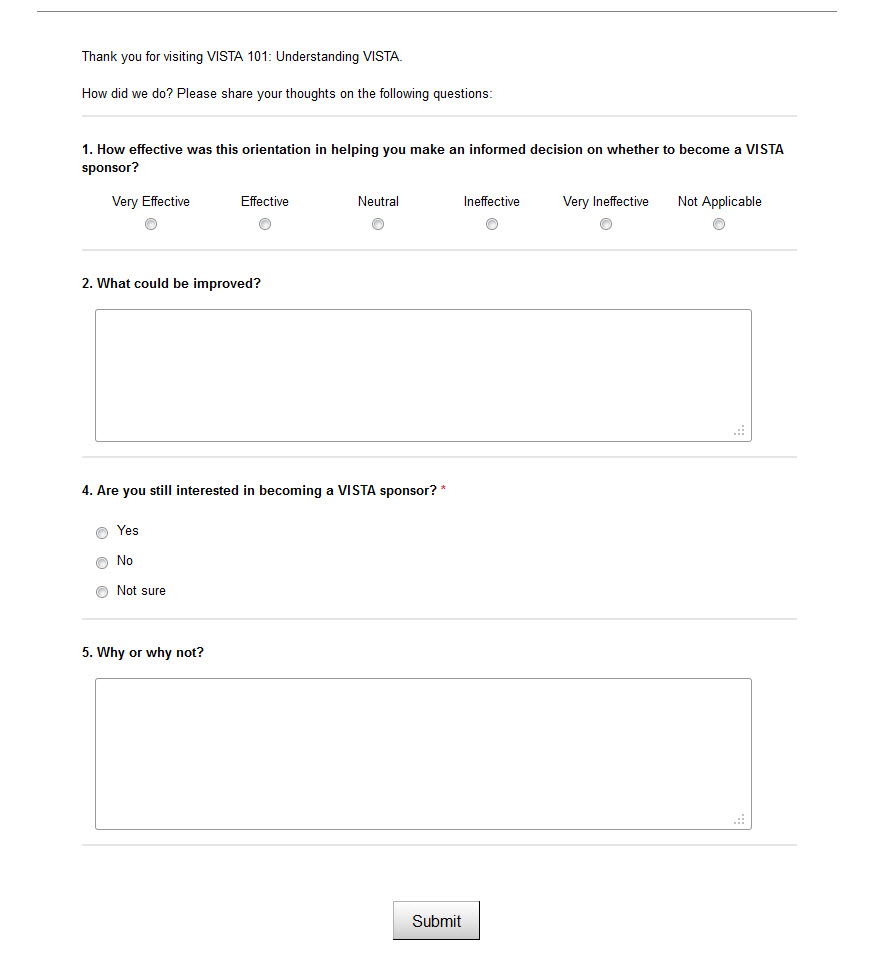 Thank you for visiting VISTA 101: Understanding VISTA.
How did we do? Please share your thoughts on the following questions:
1. How effective was this orientation in helping you make an informed decision on whether to become a VISTA
sponsor?
Very Effective Effective Neutral Ineffective Very Ineffective Not Applicable
2. What could be improved?
4. Are you still interested in becoming a VISTA sponsor? *
Yes
No
Not sure
5. Why or why not?
Submit